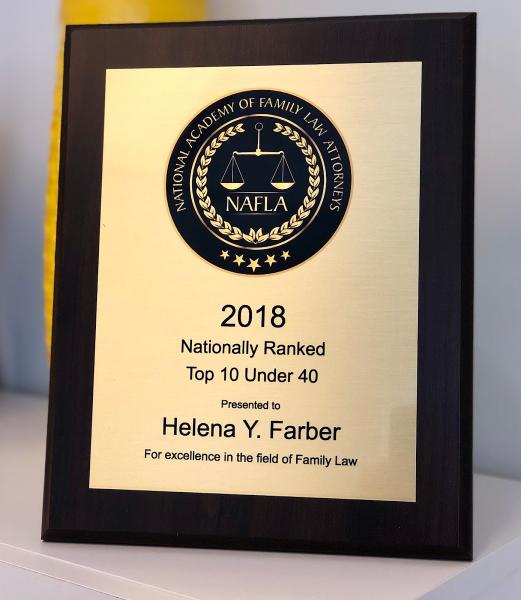 NATIONAL ACADEMY OF FAMILY LAW ATTORNEYS
NAFLA
2018
Nationally Ranked
Top 10 Under 40
Presented to
Helena Y. Farber
For excellence in the field of Family Law